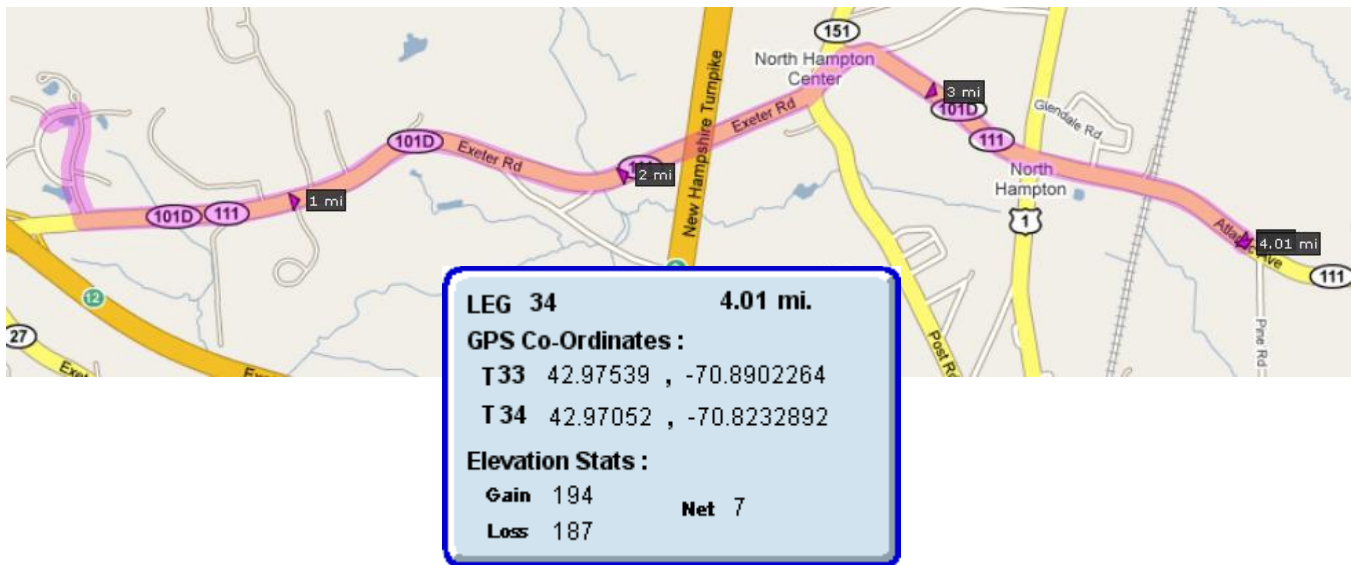 151
North Hampton
Center
New Hampshire Turnpike
3 mi
101D
Glendale Rd
Exeter Rd
111
101D
Exeter Rd
2 mi
North
Hampton
1 mi
101D
111
1
4.01 mi
111
12
27
Post Rd
Pine Rd
LEG 34 4.01 mi.
GPS Co-Ordinates :
T33 42.97539 , -70.8902264
T34 42.97052 , -70.8232892
Elevation Stats :
Gain 194
Net 7
Loss 187